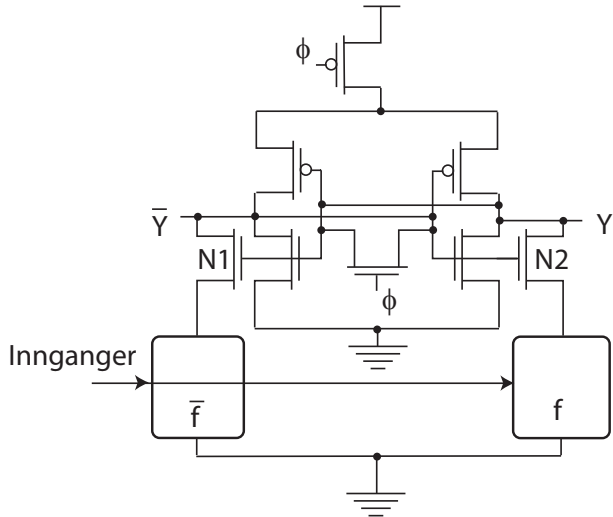 ϕ
Y̅ Y
N1 N2
ϕ
Innganger
f̅ f